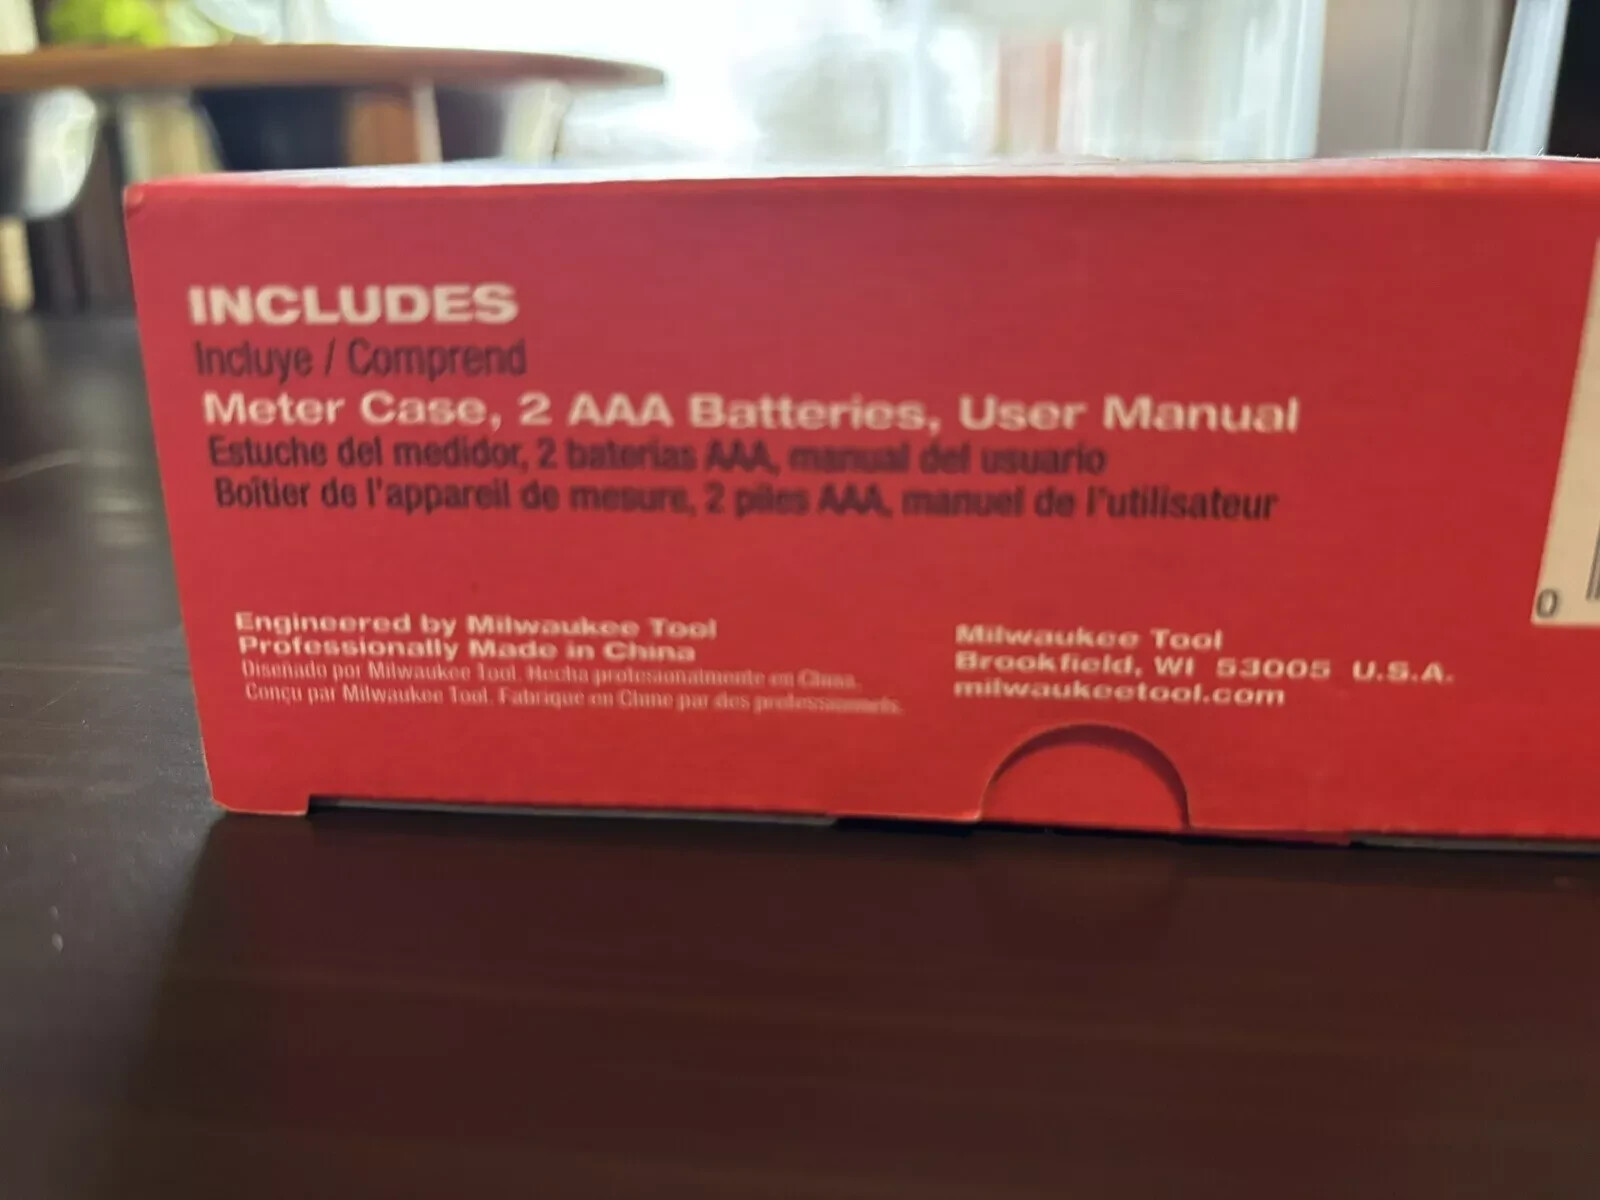 INCLUDES
Incluye / Comprend
Meter Case, 2 AAA Batteries, User Manual
Estuche del medidor, 2 baterías AAA, manual del usuario
Boîtier de l'appareil de mesure, 2 piles AAA, manuel de l'utilisateur
Engineered by Milwaukee Tool
Professionally Made in China
Diseñado por Milwaukee Tool. Hecha profesionalmente en China.
Conçu par Milwaukee Tool. Fabriqué en Chine par des professionnels.
Milwaukee Tool
Brookfield, WI 53005 U.S.A.
milwaukeetool.com
0